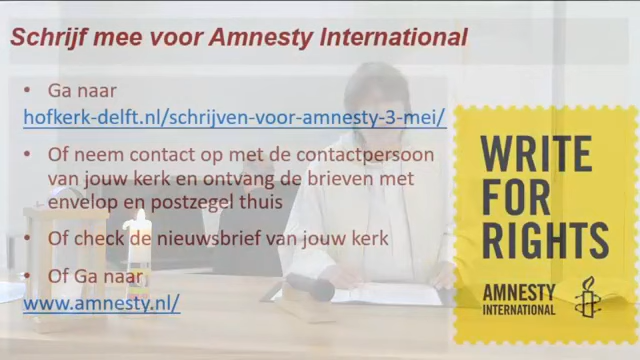 Schrijf mee voor Amnesty International
• Ga naar
hofkerk-delft.nl/schrijven-voor-amnesty-3-mei/
• Of neem contact op met de contactpersoon
van jouw kerk en ontvang de brieven met
envelop en postzegel thuis
• Of check de nieuwsbrief van jouw kerk
• Of Ga naar
www.amnesty.nl/
WRITE
FOR
RIGHTS
AMNESTY
INTERNATIONAL